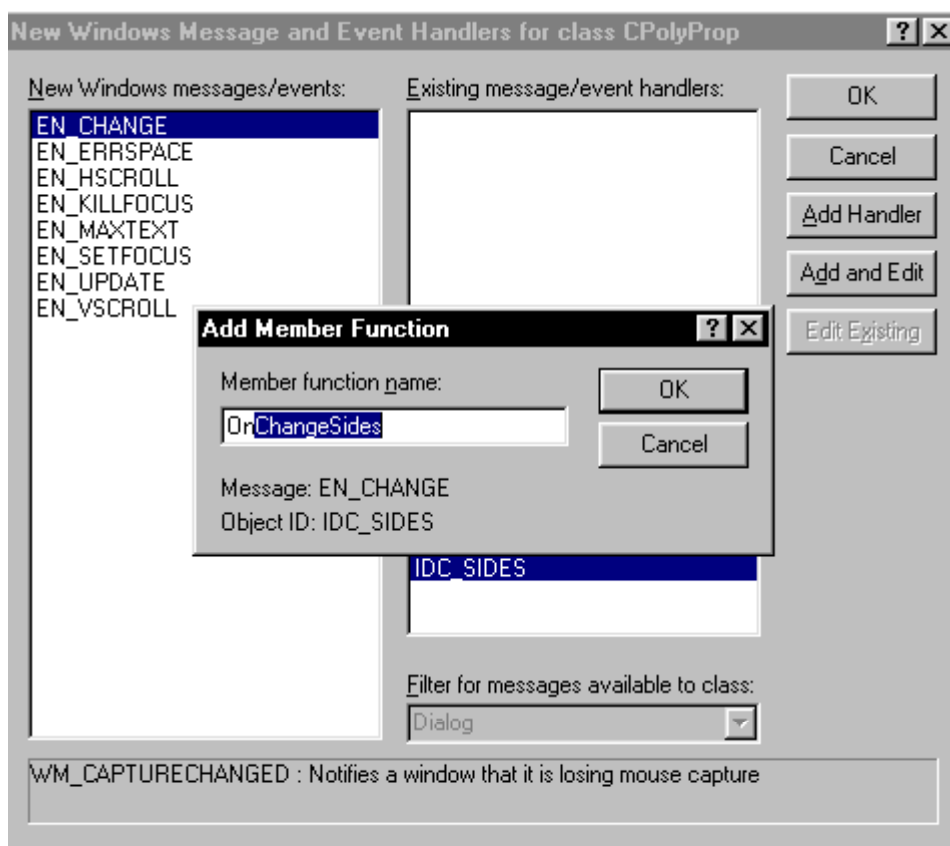 New Windows Message and Event Handlers for class CPolyProp
New Windows messages/events:
EN_CHANGE
EN_ERRSPACE
EN_HSCROLL
EN_KILLFOCUS
EN_MAXTEXT
EN_SETFOCUS
EN_UPDATE
EN_VSCROLL
Existing message/event handlers:
OK
Cancel
Add Handler
Add and Edit
Edit Existing
Add Member Function
Member function name:
OnChangeSides
OK
Cancel
Message: EN_CHANGE
Object ID: IDC_SIDES
IDC_SIDES
Filter for messages available to class:
Dialog
WM_CAPTURECHANGED : Notifies a window that it is losing mouse capture